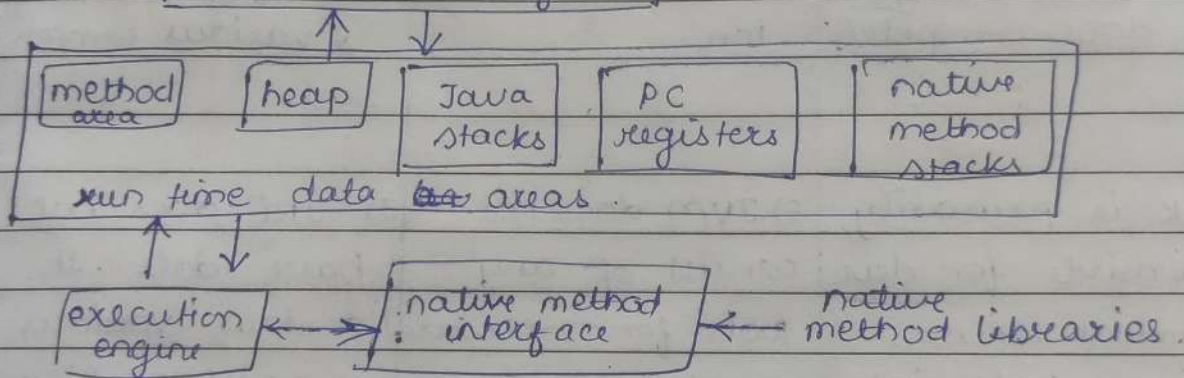 method
area
heap
Java
stacks
PC
registers
native
method
stacks
run time data areas.
execution
engine
native method
interface
native
method libraries.